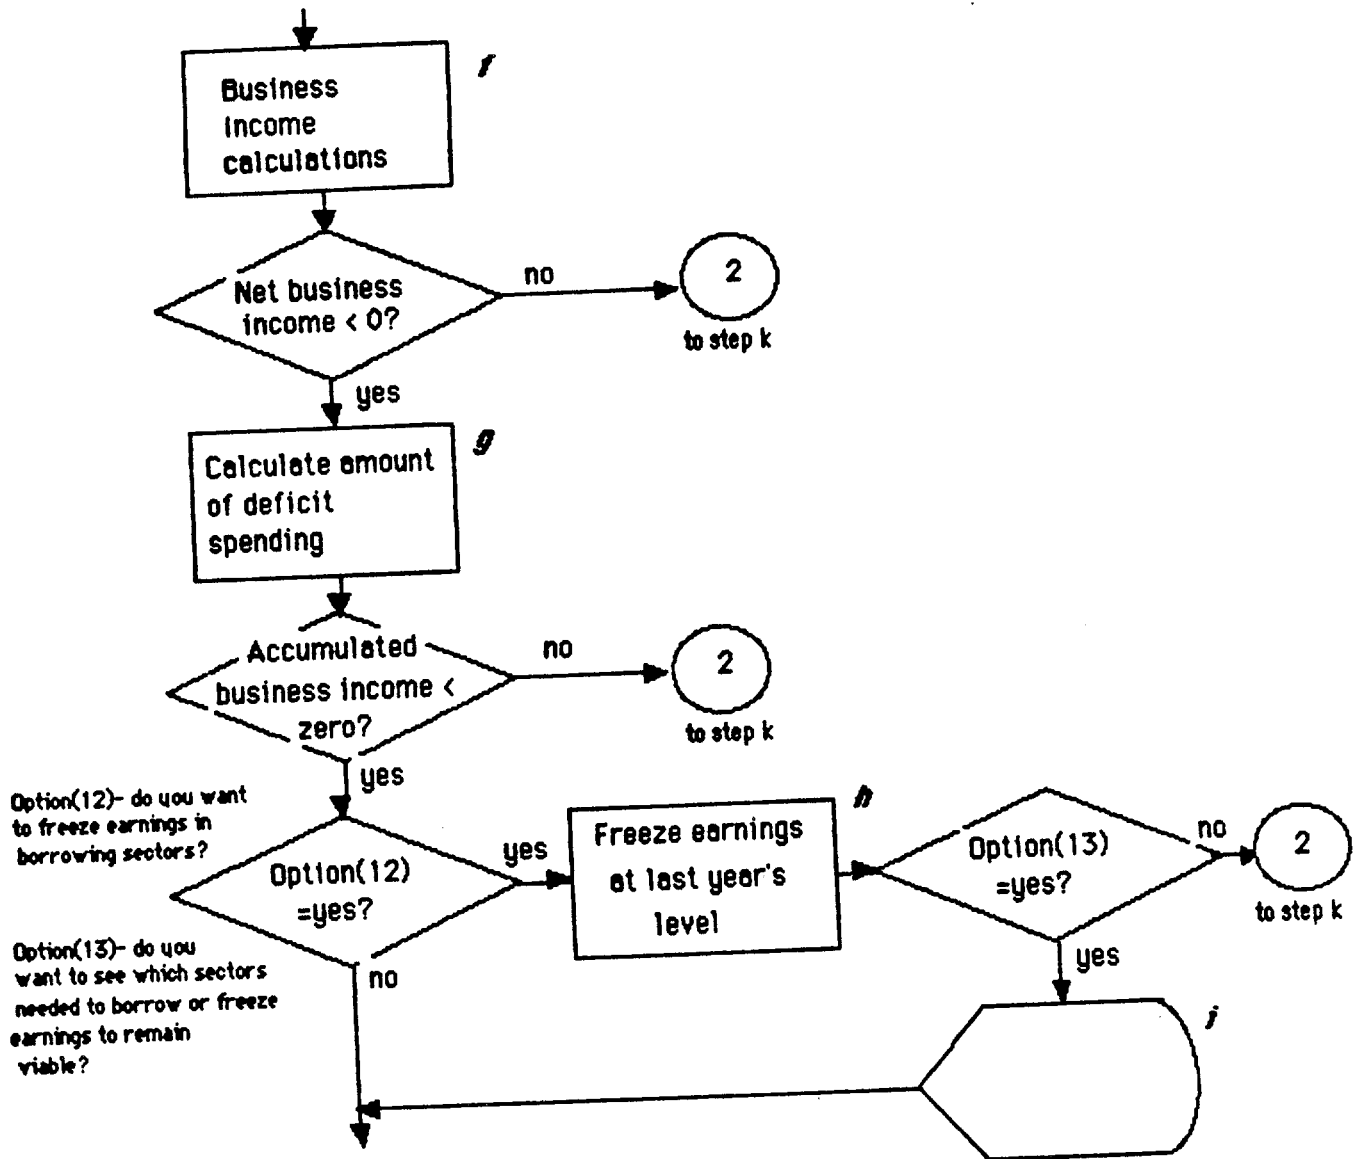 f
Business
income
calculations
Net business
income < 0?
no
2
to step k
yes
g
Calculate amount
of deficit
spending
Accumulated
business income <
zero?
no
2
to step k
yes
Option(12)- do you want
to freeze earnings in
borrowing sectors?
Option(12)
=yes?
yes
h
Freeze earnings
at last year's
level
Option(13)
=yes?
no
2
to step k
Option(13)- do you
want to see which sectors
needed to borrow or freeze
earnings to remain
viable?
no
yes
j